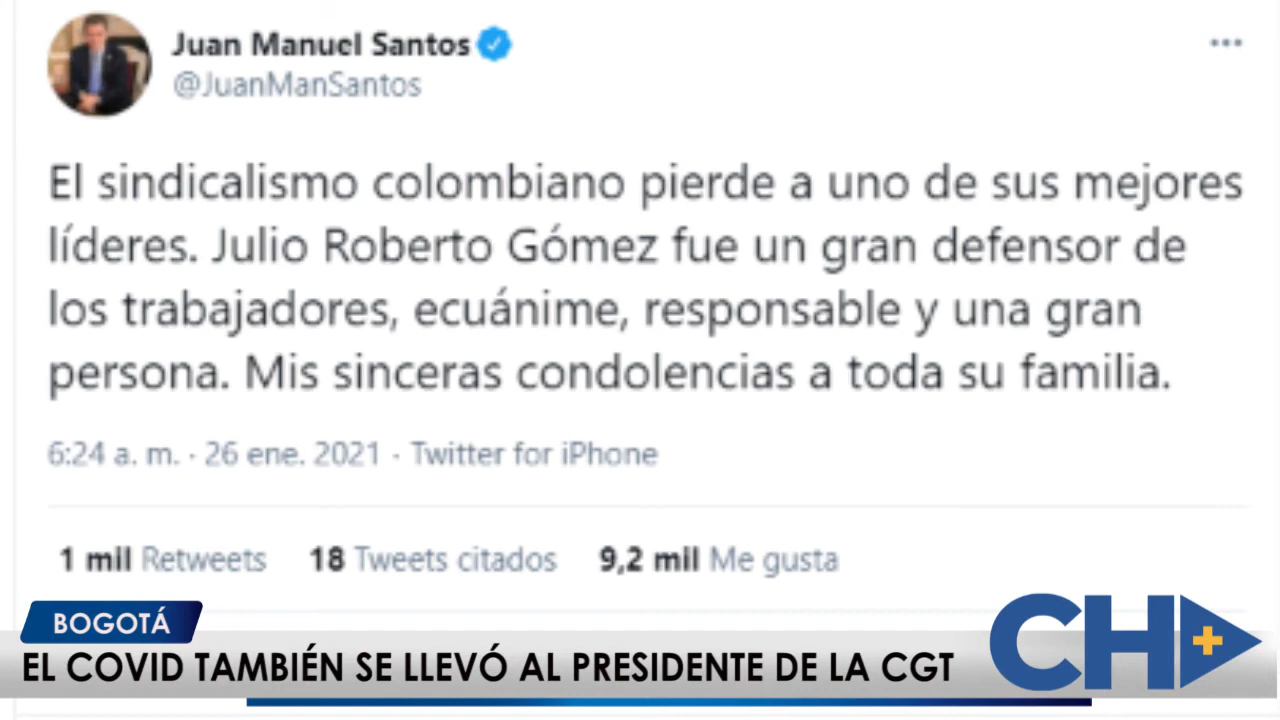 Juan Manuel Santos
@JuanManSantos
El sindicalismo colombiano pierde a uno de sus mejores
líderes. Julio Roberto Gómez fue un gran defensor de
los trabajadores, ecuánime, responsable y una gran
persona. Mis sinceras condolencias a toda su familia.
6:24 a. m. · 26 ene. 2021 · Twitter for iPhone
1 mil Retweets 18 Tweets citados 9,2 mil Me gusta
BOGOTÁ
EL COVID TAMBIÉN SE LLEVÓ AL PRESIDENTE DE LA CGT
CH+